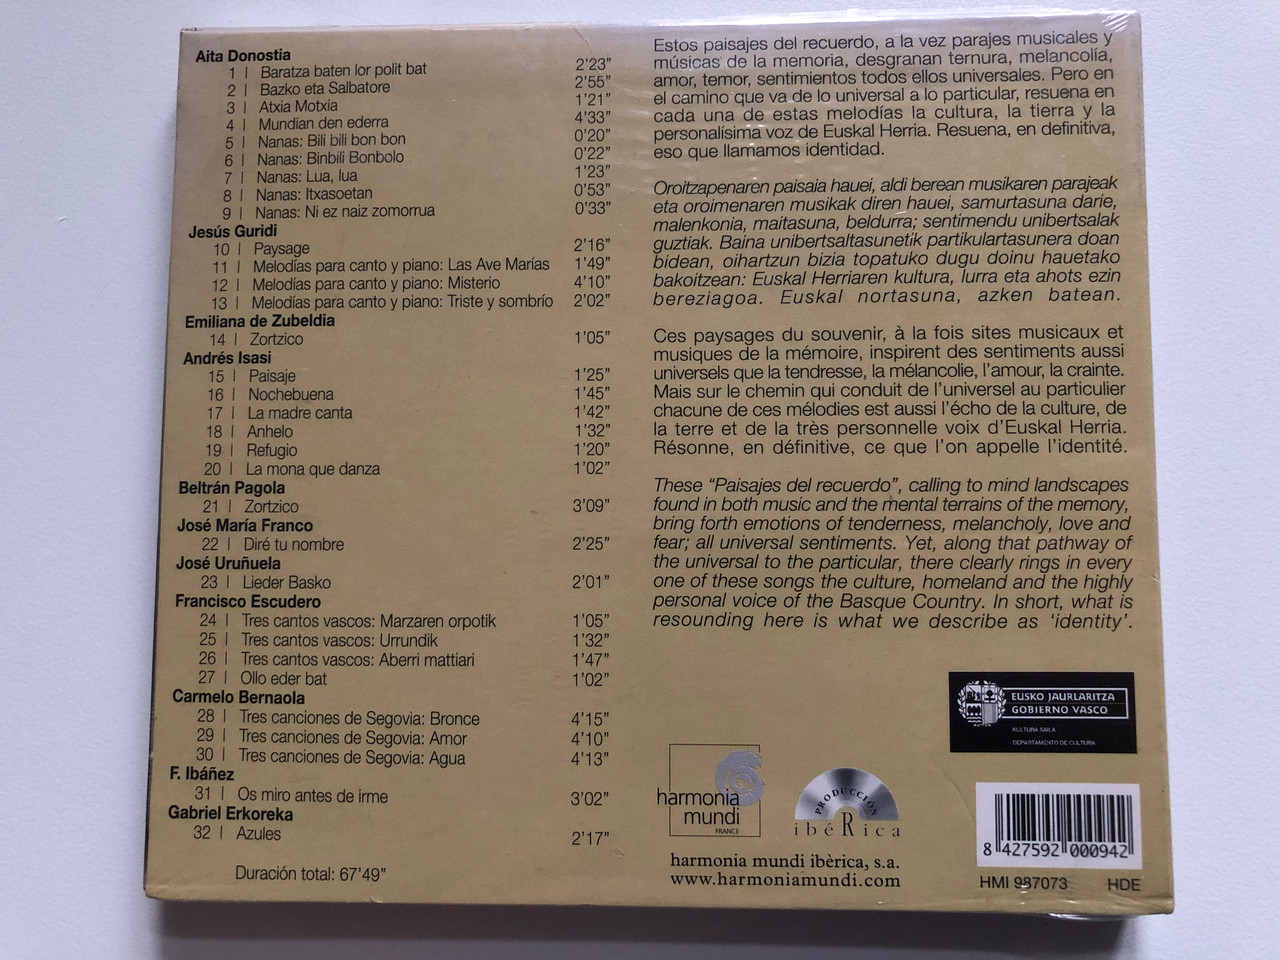 Aita Donostia
1 | Baratza baten lor polit bat 2'23"
2 | Bazko eta Salbatore 2'55"
3 | Atxia Motxia 1'21"
4 | Mundian den ederra 4'33"
5 | Nanas: Bili bili bon bon 0'20"
6 | Nanas: Binbili Bonbolo 0'22"
7 | Nanas: Lua, lua 1'23"
8 | Nanas: Itxasoetan 0'53"
9 | Nanas: Ni ez naiz zomorrua 0'33"
Jesús Guridi
10 | Paysage 2'16"
11 | Melodías para canto y piano: Las Ave Marías 1'49"
12 | Melodías para canto y piano: Misterio 4'10"
13 | Melodías para canto y piano: Triste y sombrío 2'02"
Emiliana de Zubeldia
14 | Zortzico 1'05"
Andrés Isasi
15 | Paisaje 1'25"
16 | Nochebuena 1'45"
17 | La madre canta 1'42"
18 | Anhelo 1'32"
19 | Refugio 1'20"
20 | La mona que danza 1'02"
Beltrán Pagola
21 | Zortzico 3'09"
José María Franco
22 | Diré tu nombre 2'25"
José Uruñuela
23 | Lieder Basko 2'01"
Francisco Escudero
24 | Tres cantos vascos: Marzaren orpotik 1'05"
25 | Tres cantos vascos: Urrundik 1'32"
26 | Tres cantos vascos: Aberri mattiari 1'47"
27 | Ollo eder bat 1'02"
Carmelo Bernaola
28 | Tres canciones de Segovia: Bronce 4'15"
29 | Tres canciones de Segovia: Amor 4'10"
30 | Tres canciones de Segovia: Agua 4'13"
F. Ibáñez
31 | Os miro antes de irme 3'02"
Gabriel Erkoreka
32 | Azules 2'17"
Duración total: 67'49"
Estos paisajes del recuerdo, a la vez parajes musicales y
músicas de la memoria, desgranan ternura, melancolía,
amor, temor, sentimientos todos ellos universales. Pero en
el camino que va de lo universal a lo particular, resuena en
cada una de estas melodías la cultura, la tierra y la
personalísima voz de Euskal Herria. Resuena, en definitiva,
eso que llamamos identidad.
Oroitzapenaren paisaia hauei, aldi berean musikaren parajeak
eta oroimenaren musikak diren hauei, samurtasuna darie,
malenkonia, maitasuna, beldurra; sentimendu unibertsalak
guztiak. Baina unibertsaltasunetik partikulartasunera doan
bidean, oihartzun bizia topatuko dugu doinu hauetako
bakoitzean: Euskal Herriaren kultura, lurra eta ahots ezin
bereziagoa. Euskal nortasuna, azken batean.
Ces paysages du souvenir, à la fois sites musicaux et
musiques de la mémoire, inspirent des sentiments aussi
universels que la tendresse, la mélancolie, l'amour, la crainte.
Mais sur le chemin qui conduit de l'universel au particulier
chacune de ces mélodies est aussi l'écho de la culture, de
la terre et de la très personnelle voix d'Euskal Herria.
Résonne, en définitive, ce que l'on appelle l'identité.
These "Paisajes del recuerdo", calling to mind landscapes
found in both music and the mental terrains of the memory,
bring forth emotions of tenderness, melancholy, love and
fear; all universal sentiments. Yet, along that pathway of
the universal to the particular, there clearly rings in every
one of these songs the culture, homeland and the highly
personal voice of the Basque Country. In short, what is
resounding here is what we describe as 'identity'.
EUSKO JAURLARITZA
GOBIERNO VASCO
KULTURA SAILA
DEPARTAMENTO DE CULTURA
harmonia
mundi
FRANCE
PRODUCCIÓN
ibéRica
harmonia mundi ibèrica, s.a.
www.harmoniamundi.com
8 427592 000942
HMI 987073 HDE